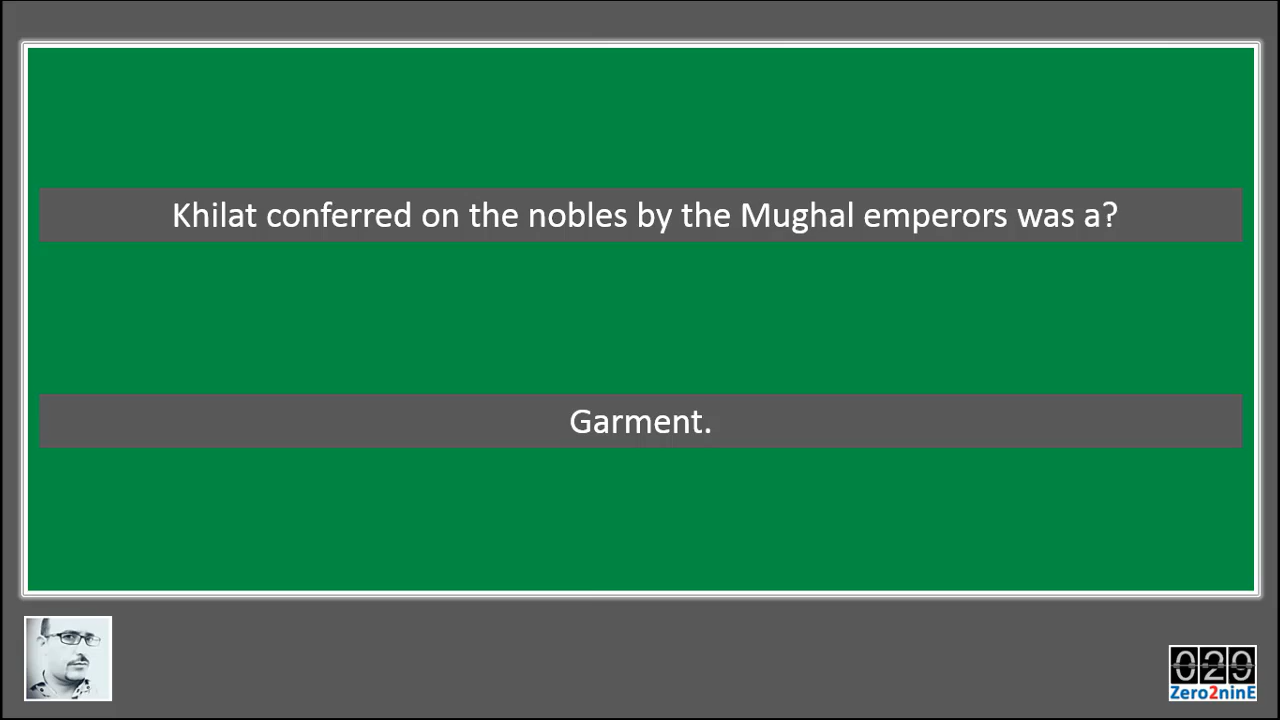 Khilat conferred on the nobles by the Mughal emperors was a?
Garment.
029
Zero2ninE